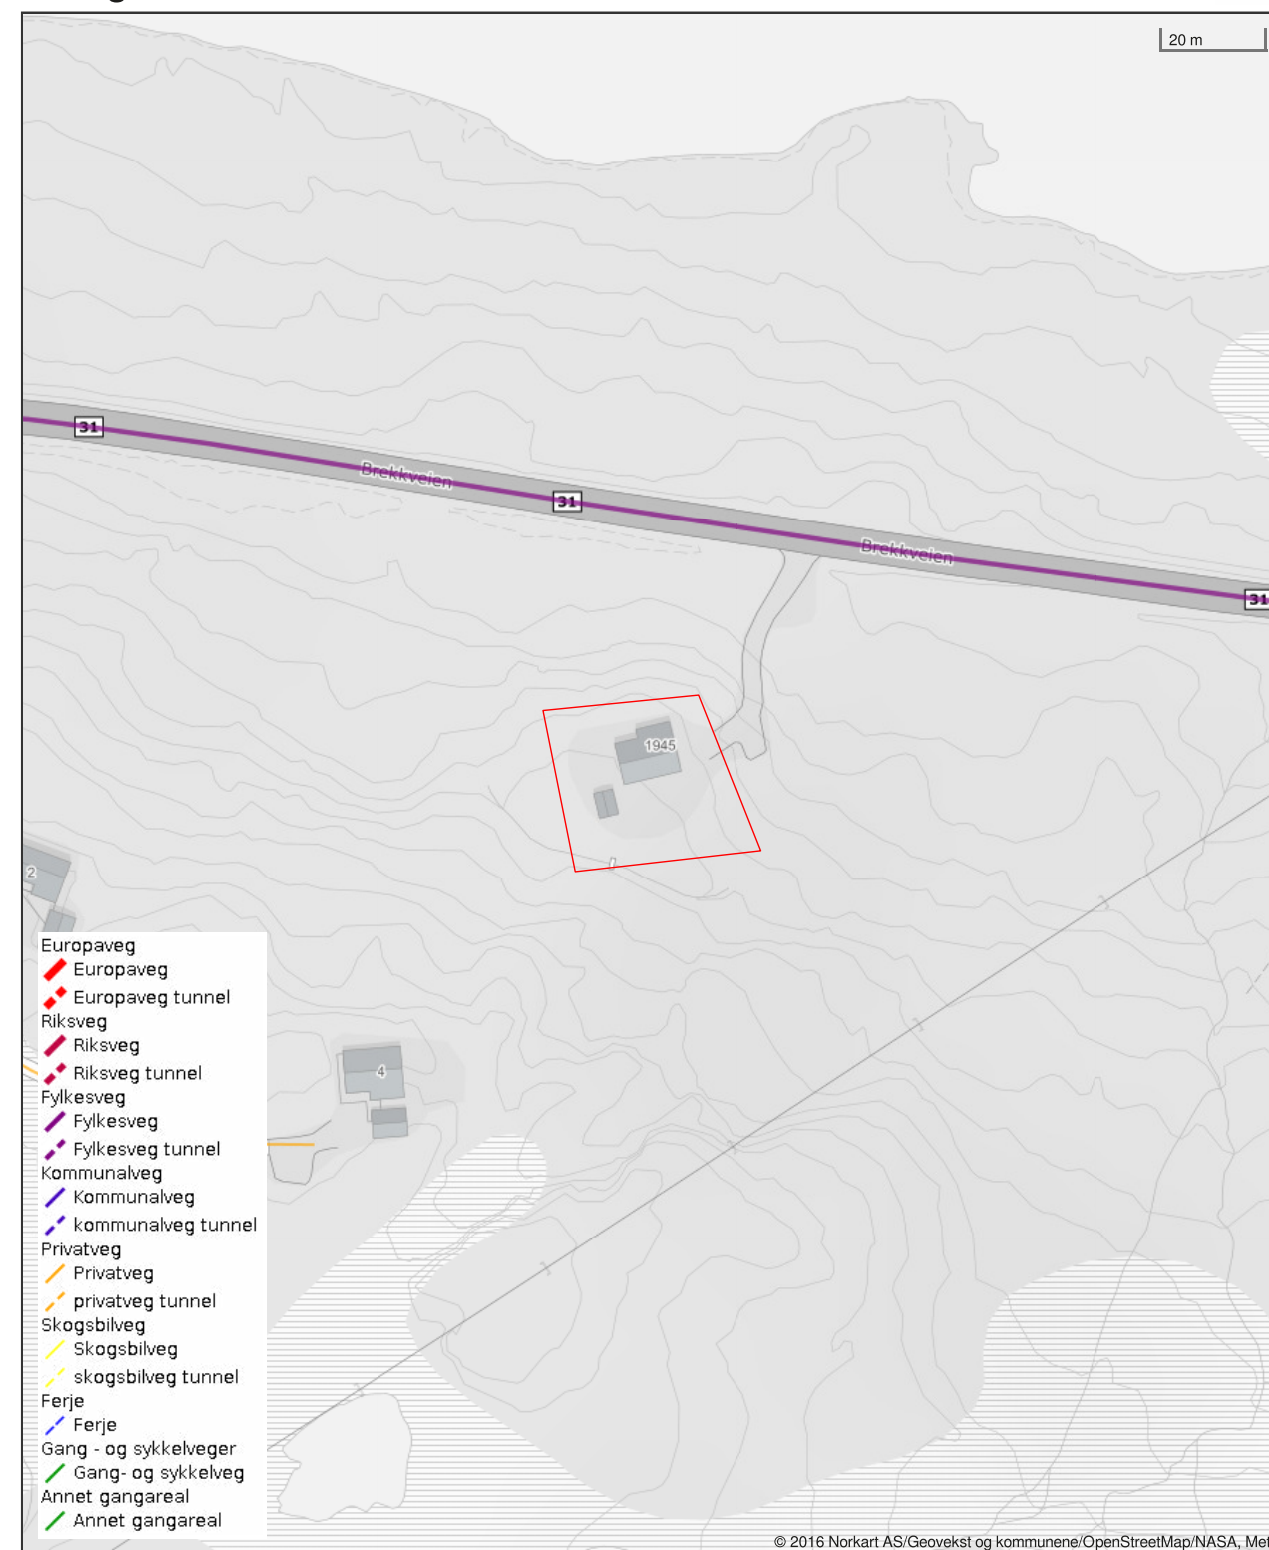 20 m
31
Brekkveien
31
Brekkveien
31
1945
2
4
Europaveg
Europaveg
Europaveg tunnel
Riksveg
Riksveg
Riksveg tunnel
Fylkesveg
Fylkesveg
Fylkesveg tunnel
Kommunalveg
Kommunalveg
kommunalveg tunnel
Privatveg
Privatveg
privatveg tunnel
Skogsbilveg
Skogsbilveg
skogsbilveg tunnel
Ferje
Ferje
Gang - og sykkelveger
Gang- og sykkelveg
Annet gangareal
Annet gangareal
© 2016 Norkart AS/Geovekst og kommunene/OpenStreetMap/NASA, Met